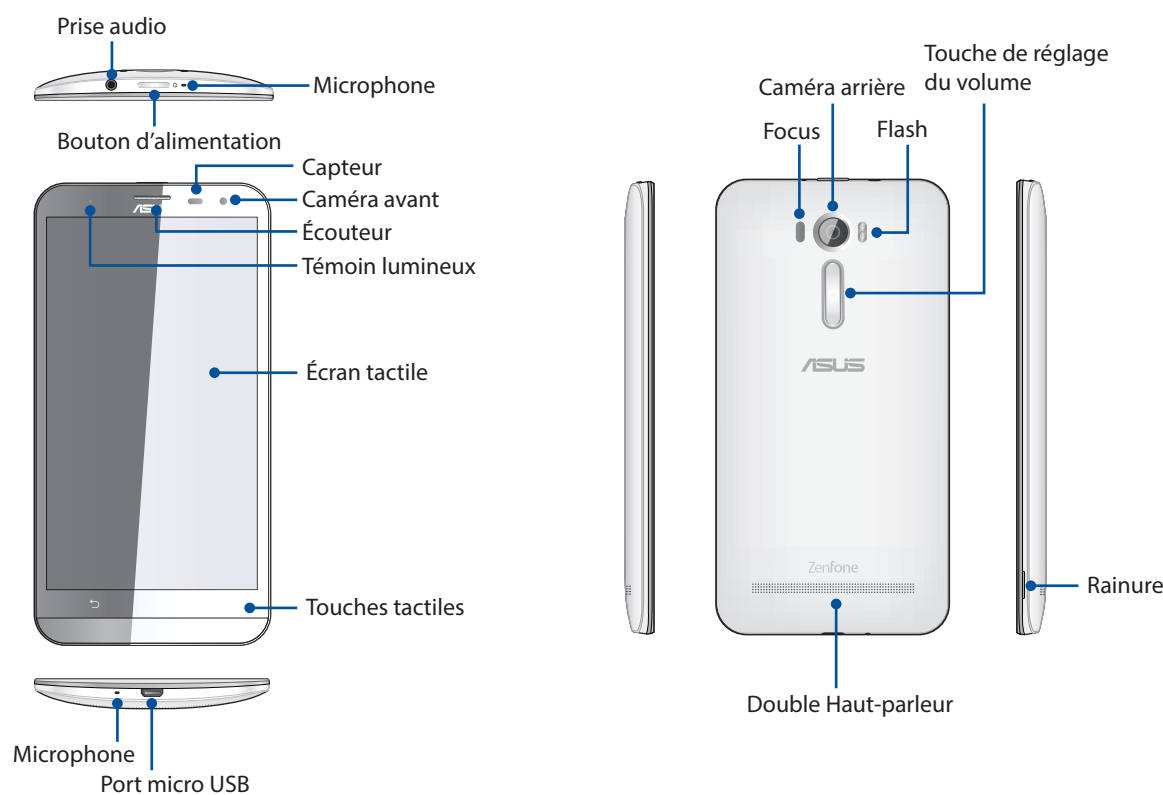 Prise audio
Microphone
Bouton d’alimentation
Capteur
Caméra avant
Écouteur
Témoin lumineux
Écran tactile
Touches tactiles
Microphone
Port micro USB
Touche de réglage
du volume
Caméra arrière
Focus
Flash
ASUS
Zenfone
Rainure
Double Haut-parleur